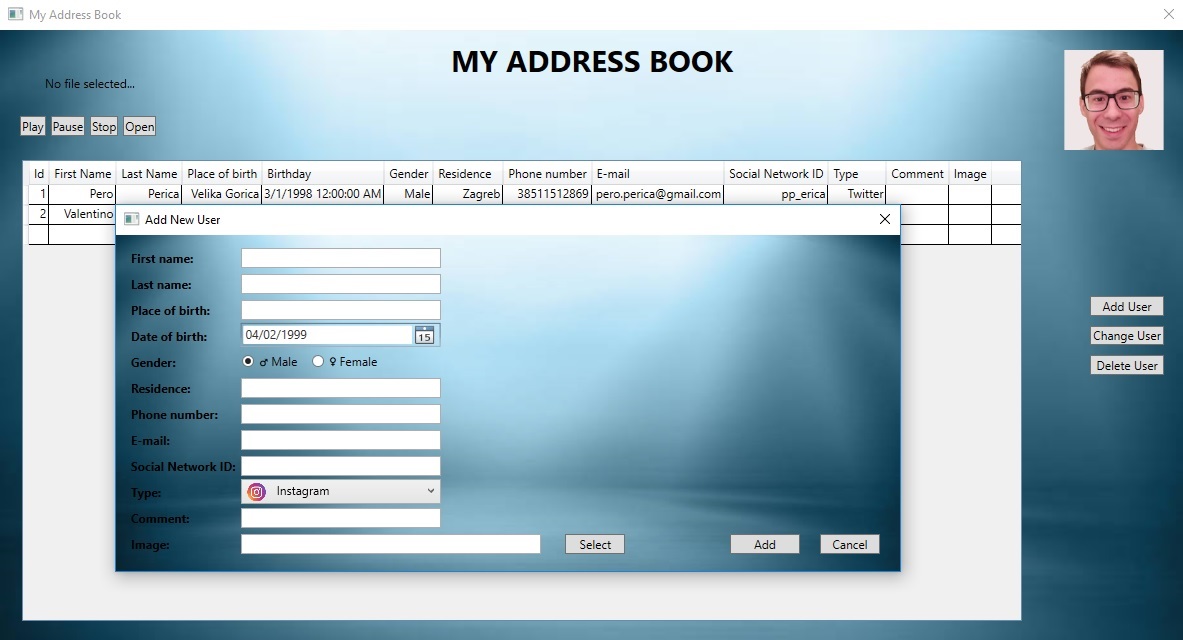 My Address Book
MY ADDRESS BOOK
No file selected...
Play Pause Stop Open
Id First Name Last Name Place of birth Birthday Gender Residence Phone number E-mail Social Network ID Type Comment Image
1 Pero Perica Velika Gorica 3/1/1998 12:00:00 AM Male Zagreb 38511512869 pero.perica@gmail.com pp_erica Twitter
2 Valentino
Add New User
First name:
Last name:
Place of birth:
Date of birth: 04/02/1999 15
Gender: ♂ Male ♀ Female
Residence:
Phone number:
E-mail:
Social Network ID:
Type: Instagram
Comment:
Image: Select Add Cancel
Add User
Change User
Delete User